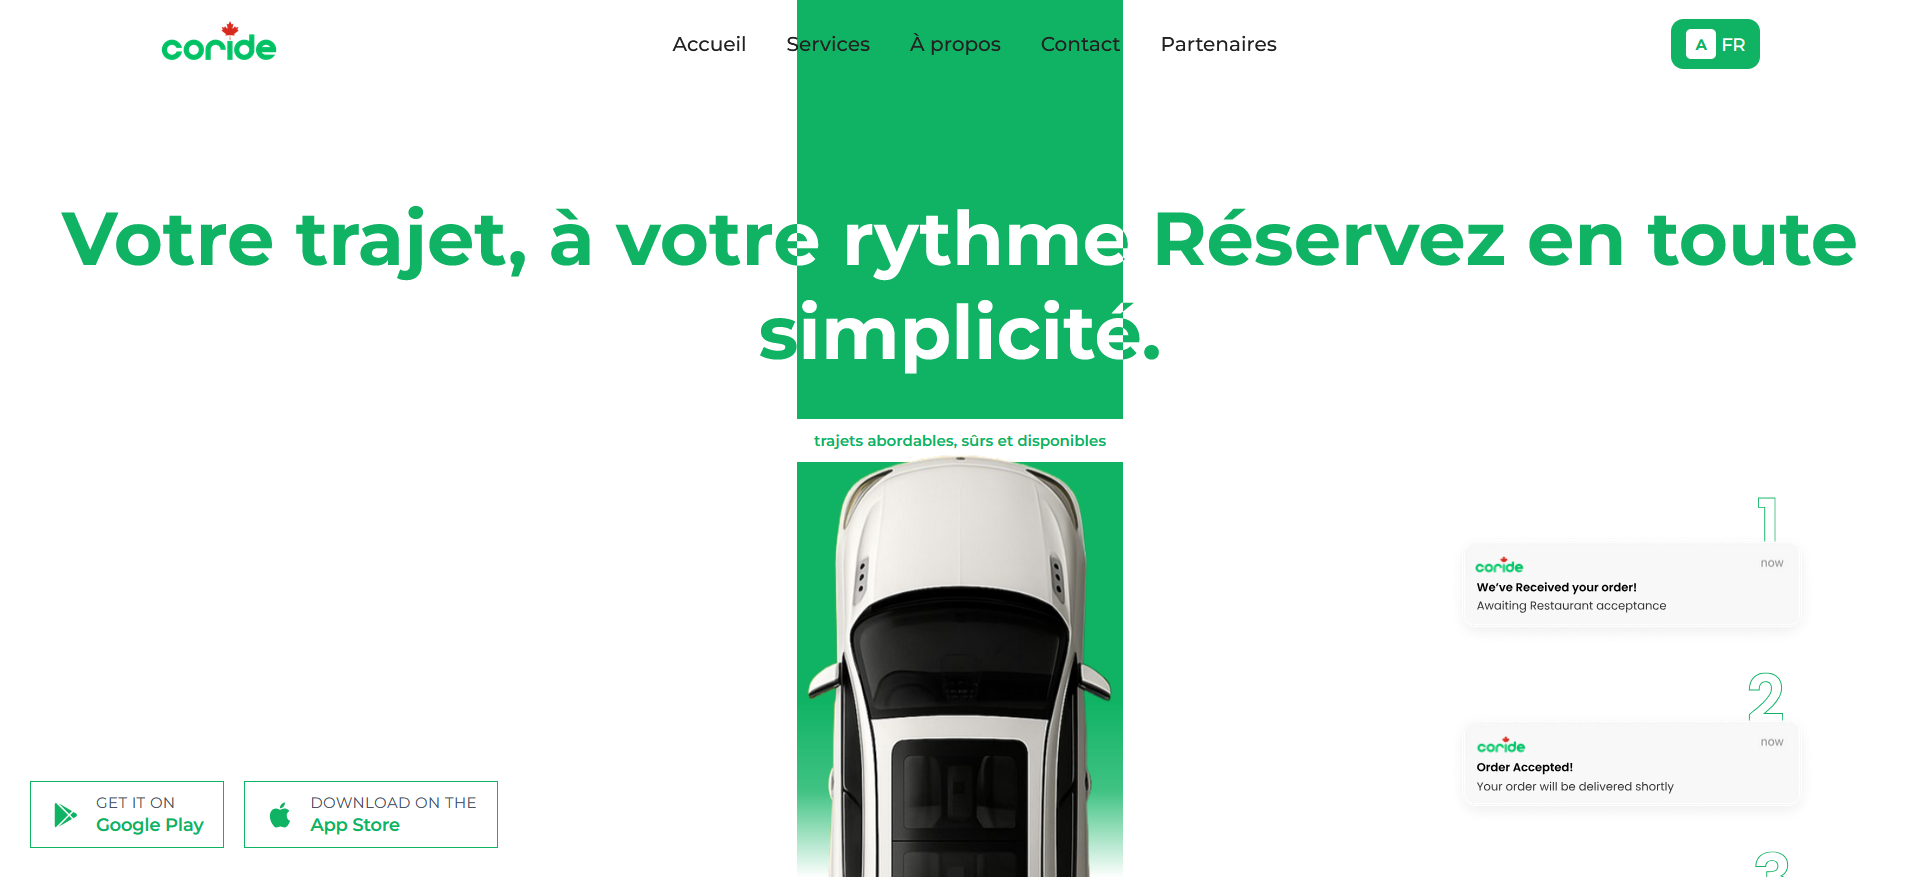 coride
Accueil Services À propos Contact Partenaires
A FR
Votre trajet, à votre rythme Réservez en toute
simplicité.
trajets abordables, sûrs et disponibles
1
coride now
We've Received your order!
Awaiting Restaurant acceptance
2
coride now
Order Accepted!
Your order will be delivered shortly
GET IT ON
Google Play
DOWNLOAD ON THE
App Store
3